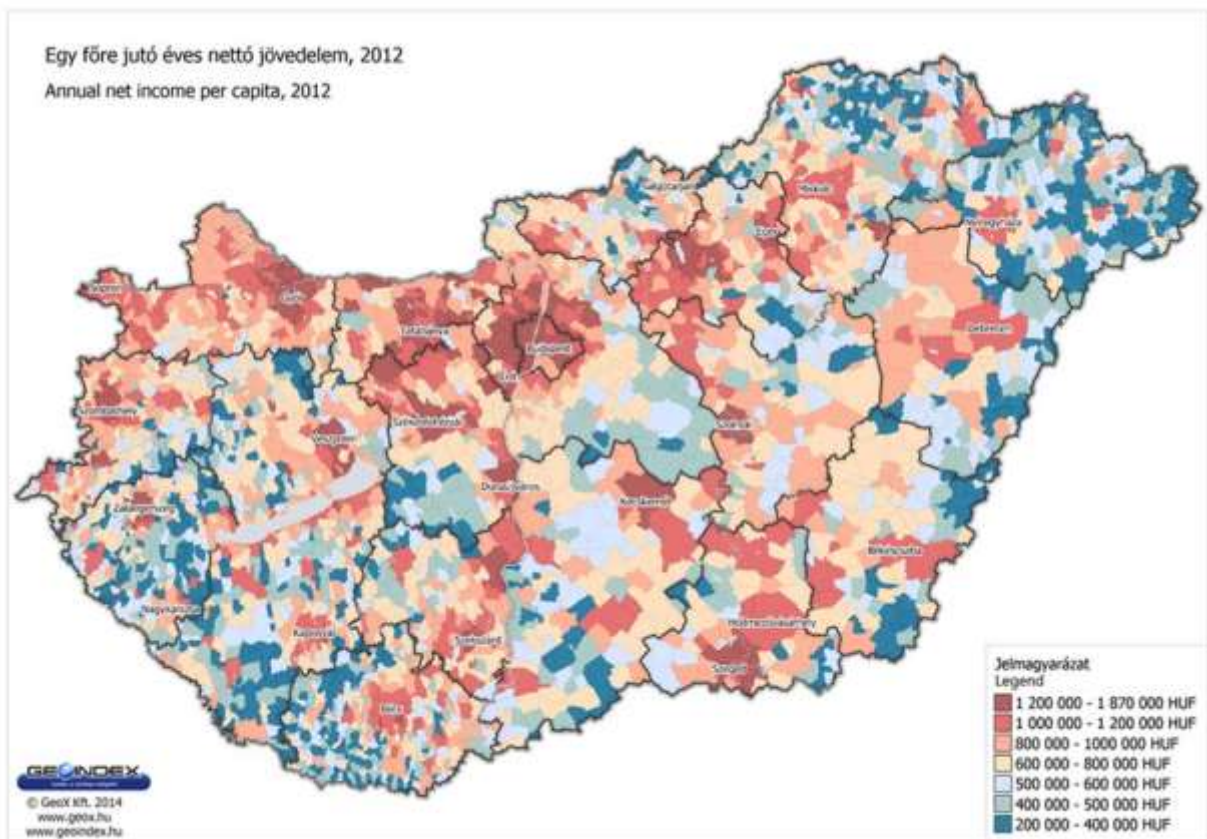 Egy főre jutó éves nettó jövedelem, 2012
Annual net income per capita, 2012
Salgótarján
Miskolc
Eger
Nyíregyháza
Sopron
Győr
Tatabánya
Budapest
Érd
Debrecen
Szombathely
Székesfehérvár
Veszprém
Szolnok
Zalaegerszeg
Dunaújváros
Kecskemét
Békéscsaba
Nagykanizsa
Kaposvár
Szekszárd
Hódmezővásárhely
Szeged
Pécs
Jelmagyarázat
Legend
1 200 000 - 1 870 000 HUF
1 000 000 - 1 200 000 HUF
800 000 - 1000 000 HUF
600 000 - 800 000 HUF
500 000 - 600 000 HUF
400 000 - 500 000 HUF
200 000 - 400 000 HUF
GEOINDEX
© GeoX Kft. 2014
www.geox.hu
www.geoindex.hu